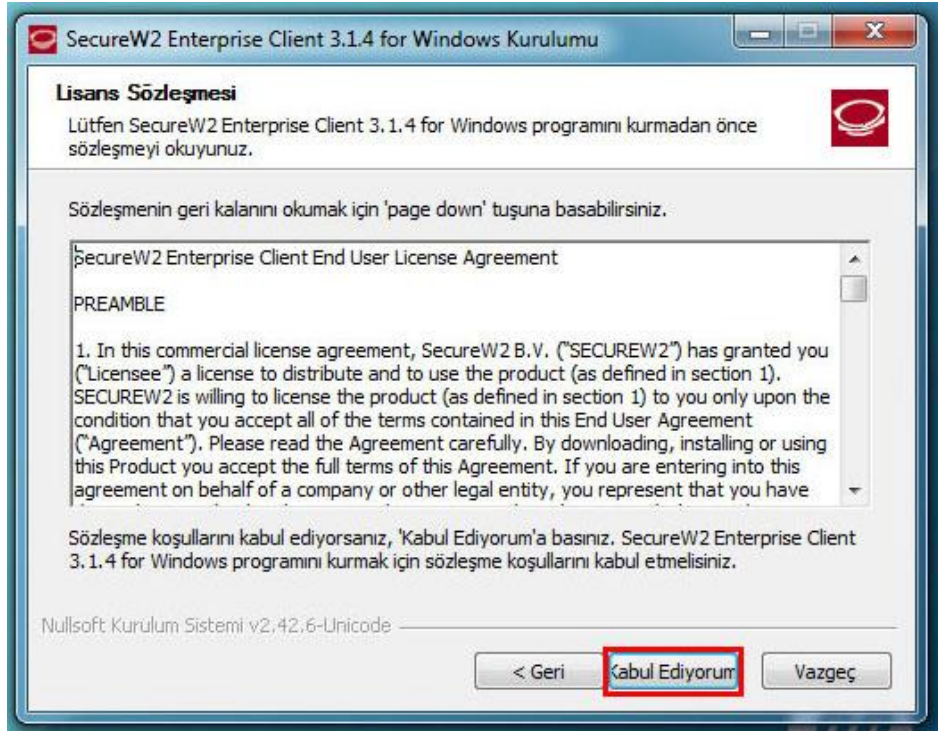 SecureW2 Enterprise Client 3.1.4 for Windows Kurulumu
Lisans Sözleşmesi
Lütfen SecureW2 Enterprise Client 3.1.4 for Windows programını kurmadan önce
sözleşmeyi okuyunuz.
Sözleşmenin geri kalanını okumak için 'page down' tuşuna basabilirsiniz.
SecureW2 Enterprise Client End User License Agreement
PREAMBLE
1. In this commercial license agreement, SecureW2 B.V. ("SECUREW2") has granted you
("Licensee") a license to distribute and to use the product (as defined in section 1).
SECUREW2 is willing to license the product (as defined in section 1) to you only upon the
condition that you accept all of the terms contained in this End User Agreement
("Agreement"). Please read the Agreement carefully. By downloading, installing or using
this Product you accept the full terms of this Agreement. If you are entering into this
agreement on behalf of a company or other legal entity, you represent that you have
Sözleşme koşullarını kabul ediyorsanız, 'Kabul Ediyorum'a basınız. SecureW2 Enterprise Client
3.1.4 for Windows programını kurmak için sözleşme koşullarını kabul etmelisiniz.
Nullsoft Kurulum Sistemi v2.42.6-Unicode
< Geri
Kabul Ediyorum
Vazgeç